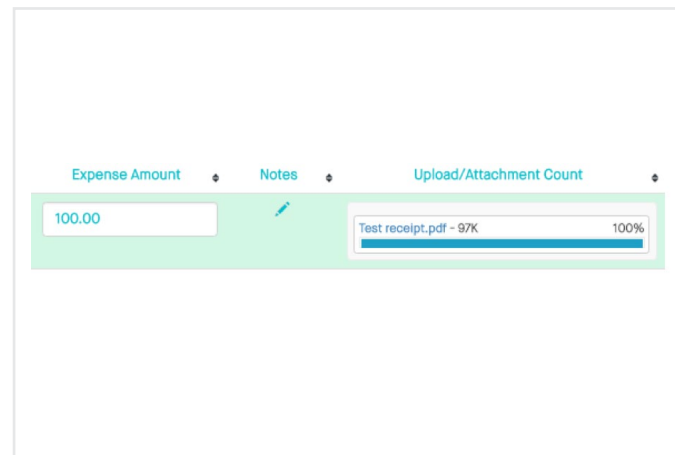 Expense Amount Notes Upload/Attachment Count
100.00 Test receipt.pdf - 97K 100%